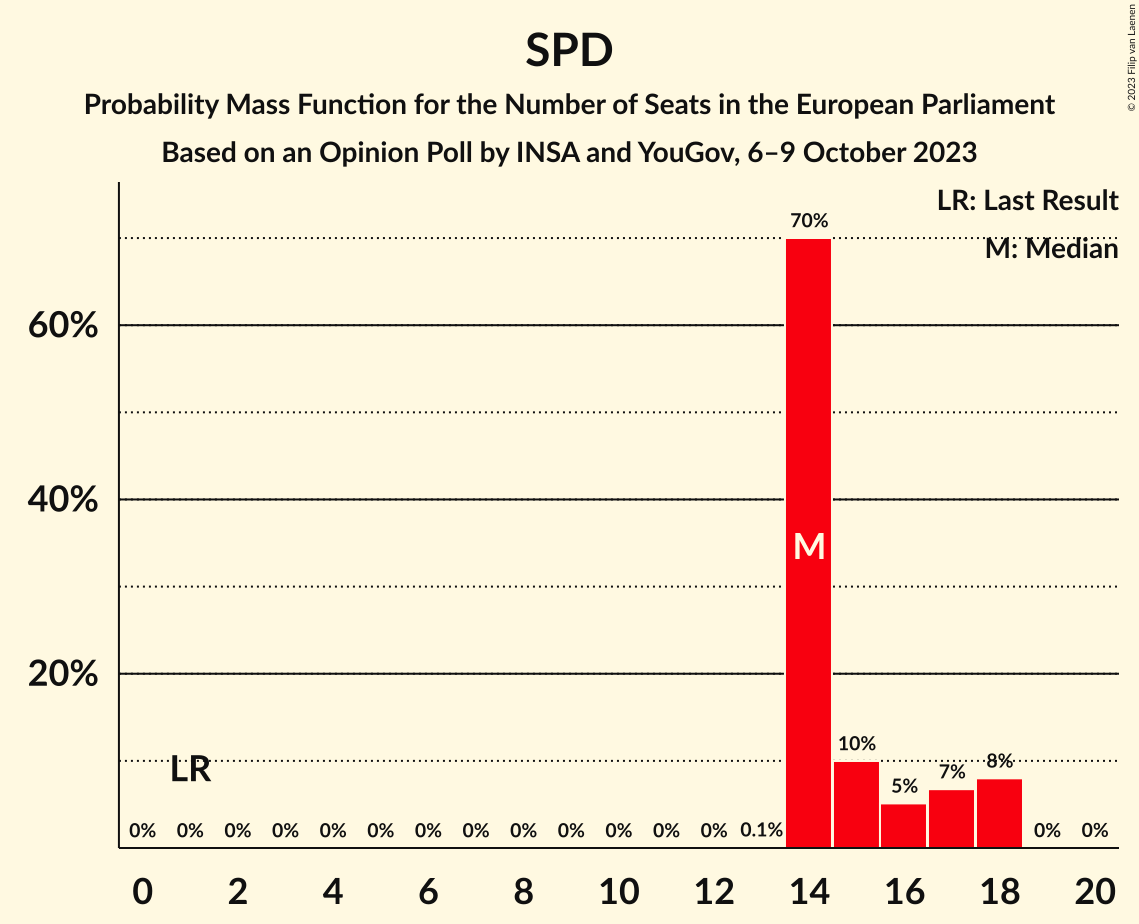 SPD
Probability Mass Function for the Number of Seats in the European Parliament
Based on an Opinion Poll by INSA and YouGov, 6–9 October 2023
© 2023 Filip van Laenen
LR: Last Result
M: Median
70%
60%
40%
M
20%
LR
10%
5%
7%
8%
0% 0% 0% 0% 0% 0% 0% 0% 0% 0% 0% 0% 0% 0.1% 0% 0%
0 2 4 6 8 10 12 14 16 18 20